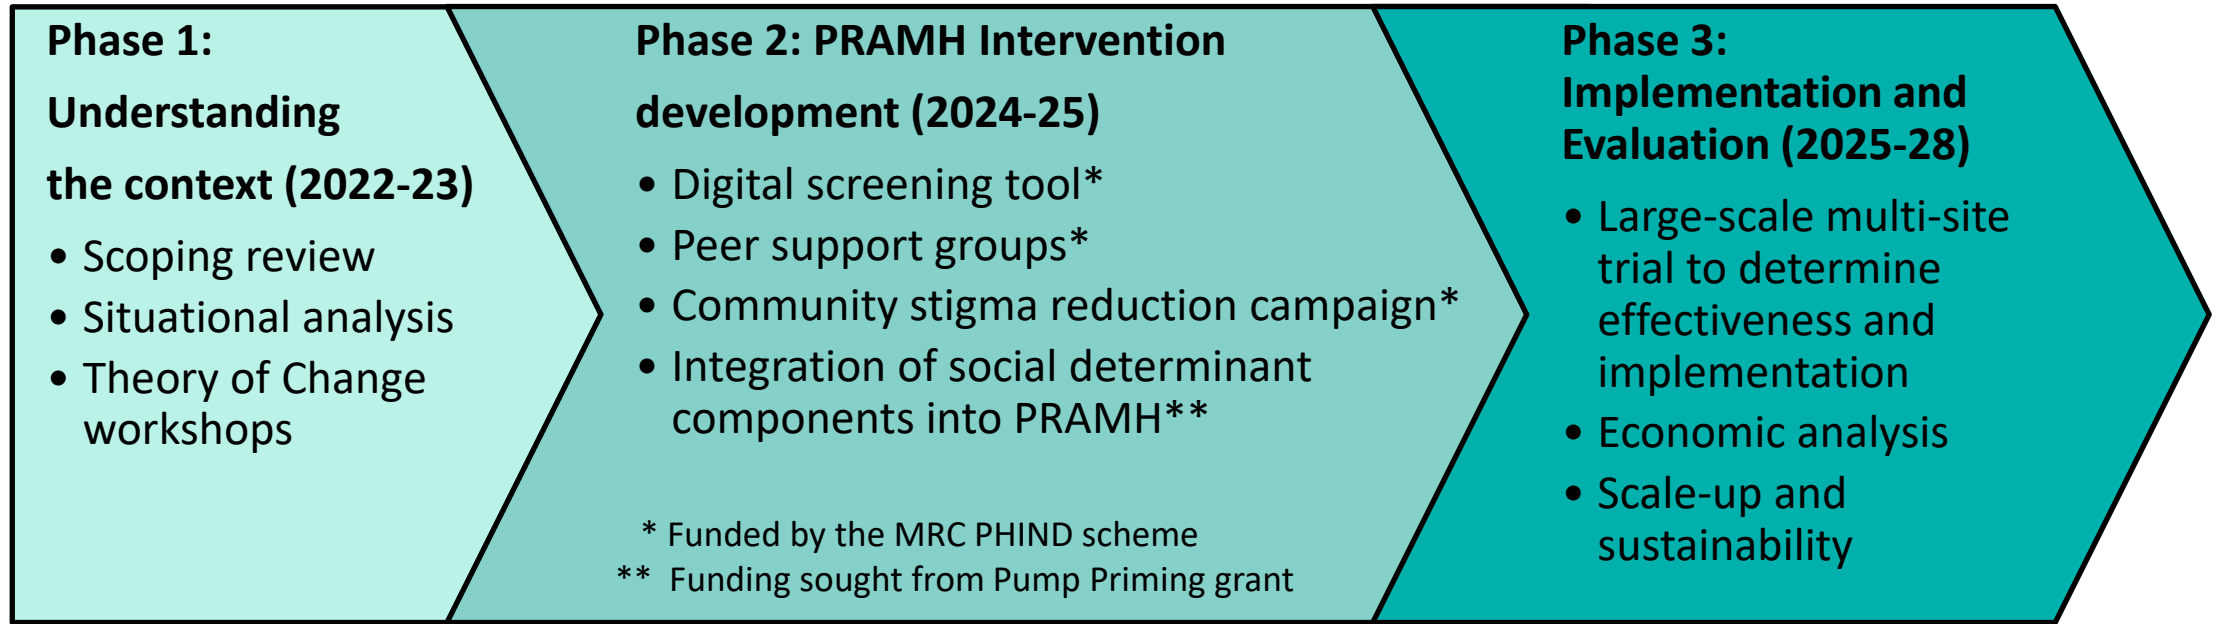 Phase 1:
Understanding
the context (2022-23)
• Scoping review
• Situational analysis
• Theory of Change
workshops
Phase 2: PRAMH Intervention
development (2024-25)
• Digital screening tool*
• Peer support groups*
• Community stigma reduction campaign*
• Integration of social determinant
components into PRAMH**
* Funded by the MRC PHIND scheme
** Funding sought from Pump Priming grant
Phase 3:
Implementation and
Evaluation (2025-28)
• Large-scale multi-site
trial to determine
effectiveness and
implementation
• Economic analysis
• Scale-up and
sustainability